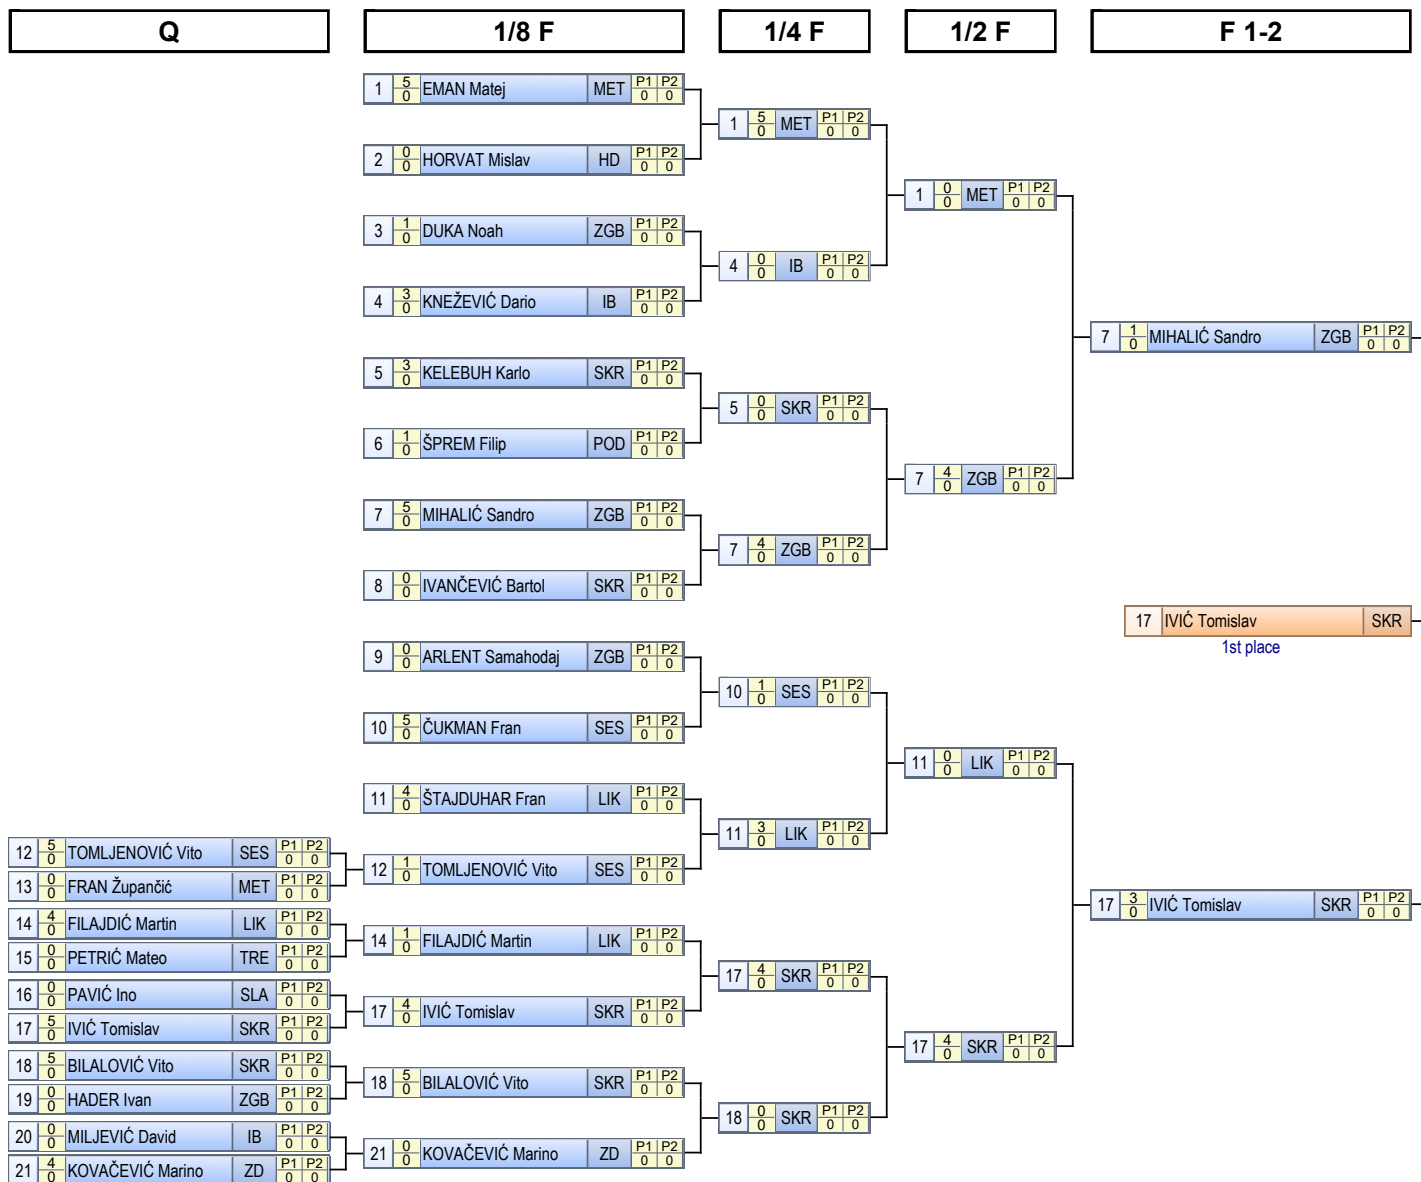 Q 1/8 F 1/4 F 1/2 F F 1-2
1 5 0 EMAN Matej MET P1 P2 0 0
1 5 0 MET P1 P2 0 0
2 0 0 HORVAT Mislav HD P1 P2 0 0
1 0 0 MET P1 P2 0 0
3 1 0 DUKA Noah ZGB P1 P2 0 0
4 0 0 IB P1 P2 0 0
4 3 0 KNEŽEVIĆ Dario IB P1 P2 0 0
7 1 0 MIHALIĆ Sandro ZGB P1 P2 0 0
5 3 0 KELEBUH Karlo SKR P1 P2 0 0
5 0 0 SKR P1 P2 0 0
6 1 0 ŠPREM Filip POD P1 P2 0 0
7 4 0 ZGB P1 P2 0 0
7 5 0 MIHALIĆ Sandro ZGB P1 P2 0 0
7 4 0 ZGB P1 P2 0 0
8 0 0 IVANČEVIĆ Bartol SKR P1 P2 0 0
17 IVIĆ Tomislav SKR
1st place
9 0 0 ARLENT Samahodaj ZGB P1 P2 0 0
10 1 0 SES P1 P2 0 0
10 5 0 ČUKMAN Fran SES P1 P2 0 0
11 0 0 LIK P1 P2 0 0
11 4 0 ŠTAJDUHAR Fran LIK P1 P2 0 0
11 3 0 LIK P1 P2 0 0
12 5 0 TOMLJENOVIĆ Vito SES P1 P2 0 0
12 1 0 TOMLJENOVIĆ Vito SES P1 P2 0 0
13 0 0 FRAN Župančić MET P1 P2 0 0
17 3 0 IVIĆ Tomislav SKR P1 P2 0 0
14 4 0 FILAJDIĆ Martin LIK P1 P2 0 0
14 1 0 FILAJDIĆ Martin LIK P1 P2 0 0
15 0 0 PETRIĆ Mateo TRE P1 P2 0 0
17 4 0 SKR P1 P2 0 0
16 0 0 PAVIĆ Ino SLA P1 P2 0 0
17 4 0 IVIĆ Tomislav SKR P1 P2 0 0
17 5 0 IVIĆ Tomislav SKR P1 P2 0 0
17 4 0 SKR P1 P2 0 0
18 5 0 BILALOVIĆ Vito SKR P1 P2 0 0
18 5 0 BILALOVIĆ Vito SKR P1 P2 0 0
19 0 0 HADER Ivan ZGB P1 P2 0 0
18 0 0 SKR P1 P2 0 0
20 0 0 MILJEVIĆ David IB P1 P2 0 0
21 0 0 KOVAČEVIĆ Marino ZD P1 P2 0 0
21 4 0 KOVAČEVIĆ Marino ZD P1 P2 0 0